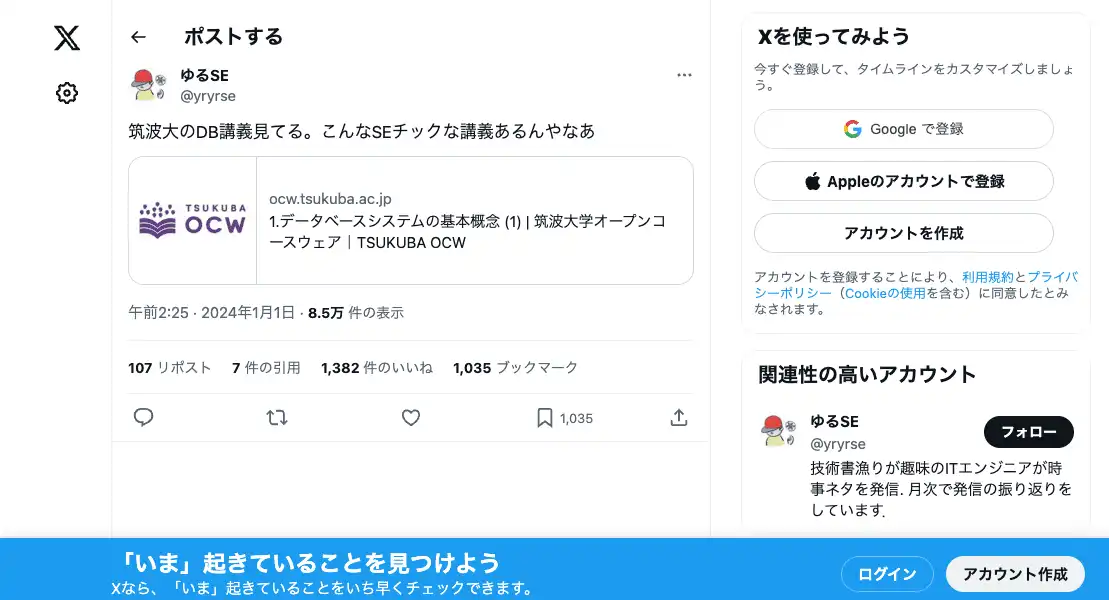 ポストする
ゆるSE
@yryrse
筑波大のDB講義見てる。こんなSEチックな講義あるんやなあ
TSUKUBA
OCW
ocw.tsukuba.ac.jp
1.データベースシステムの基本概念 (1) | 筑波大学オープンコ
ースウェア｜TSUKUBA OCW
午前2:25 · 2024年1月1日 · 8.5万 件の表示
107 リポスト 7 件の引用 1,382 件のいいね 1,035 ブックマーク
1,035
Xを使ってみよう
今すぐ登録して、タイムラインをカスタマイズしましょ
う。
Google で登録
Appleのアカウントで登録
アカウントを作成
アカウントを登録することにより、利用規約とプライバ
シーポリシー（Cookieの使用を含む）に同意したとみ
なされます。
関連性の高いアカウント
ゆるSE
@yryrse
フォロー
技術書漁りが趣味のITエンジニアが時
事ネタを発信. 月次で発信の振り返りを
しています.
「いま」起きていることを見つけよう
Xなら、「いま」起きていることをいち早くチェックできます。
ログイン
アカウント作成